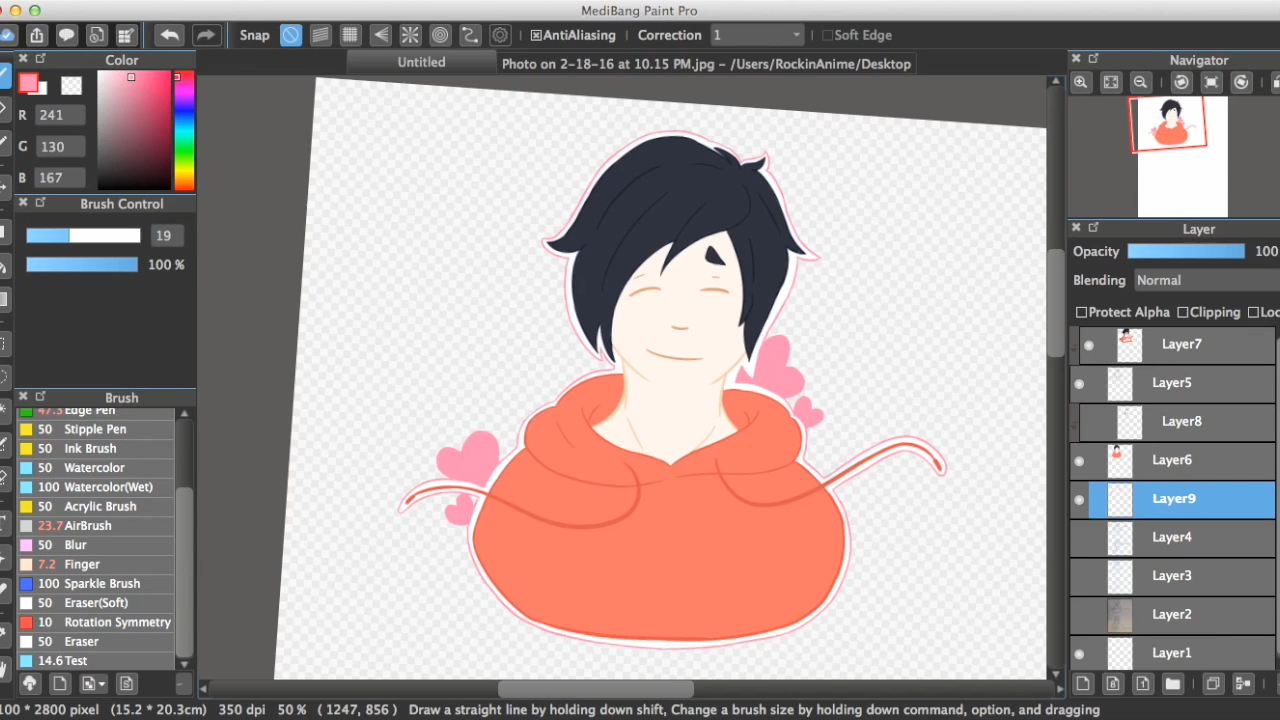 MediBang Paint Pro
Snap
AntiAliasing
Correction
1
Soft Edge
Untitled
Photo on 2-18-16 at 10.15 PM.jpg - /Users/RockinAnime/Desktop
Color
R 241
G 130
B 167
Brush Control
19
100 %
Brush
47.3 Edge Pen
50 Stipple Pen
50 Ink Brush
50 Watercolor
100 Watercolor(Wet)
50 Acrylic Brush
23.7 AirBrush
50 Blur
7.2 Finger
100 Sparkle Brush
50 Eraser(Soft)
10 Rotation Symmetry
50 Eraser
14.6 Test
Navigator
Layer
Opacity 100
Blending Normal
Protect Alpha Clipping Loc
Layer7
Layer5
Layer8
Layer6
Layer9
Layer4
Layer3
Layer2
Layer1
100 * 2800 pixel (15.2 * 20.3cm) 350 dpi 50 % ( 1247, 856 ) Draw a straight line by holding down shift, Change a brush size by holding down command, option, and dragging